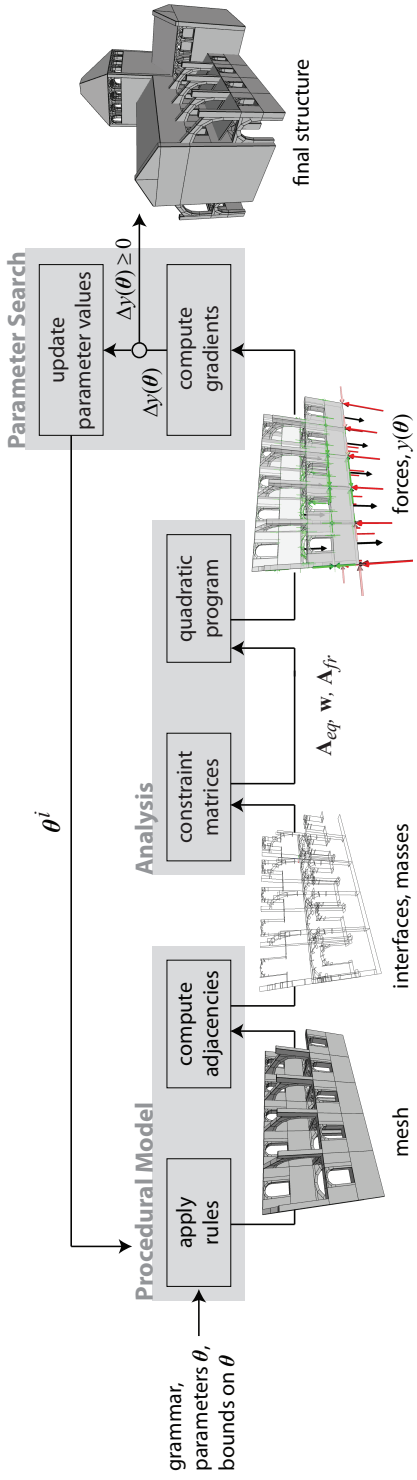 grammar,
parameters θ,
bounds on θ
Procedural Model
apply
rules
mesh
compute
adjacencies
interfaces, masses
Analysis
constraint
matrices
A_eq, w, A_fr
quadratic
program
forces, y(θ)
Parameter Search
compute
gradients
Δy(θ)
update
parameter values
Δy(θ) ≥ 0
final structure
θ^i